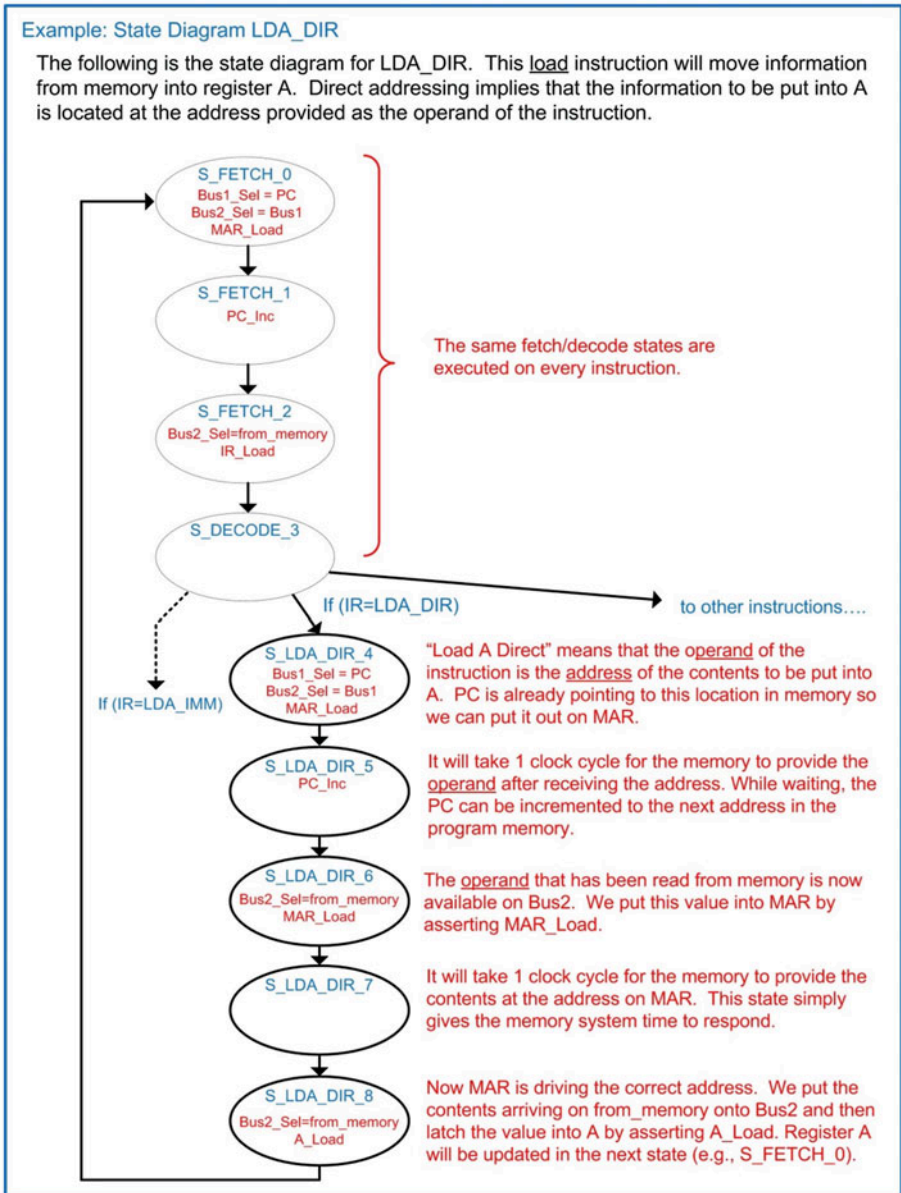 Example: State Diagram LDA_DIR
The following is the state diagram for LDA_DIR. This load instruction will move information
from memory into register A. Direct addressing implies that the information to be put into A
is located at the address provided as the operand of the instruction.
S_FETCH_0
Bus1_Sel = PC
Bus2_Sel = Bus1
MAR_Load
S_FETCH_1
PC_Inc
The same fetch/decode states are
executed on every instruction.
S_FETCH_2
Bus2_Sel=from_memory
IR_Load
S_DECODE_3
If (IR=LDA_DIR)
to other instructions....
If (IR=LDA_IMM)
S_LDA_DIR_4
Bus1_Sel = PC
Bus2_Sel = Bus1
MAR_Load
“Load A Direct” means that the operand of the
instruction is the address of the contents to be put into
A. PC is already pointing to this location in memory so
we can put it out on MAR.
S_LDA_DIR_5
PC_Inc
It will take 1 clock cycle for the memory to provide the
operand after receiving the address. While waiting, the
PC can be incremented to the next address in the
program memory.
S_LDA_DIR_6
Bus2_Sel=from_memory
MAR_Load
The operand that has been read from memory is now
available on Bus2. We put this value into MAR by
asserting MAR_Load.
S_LDA_DIR_7
It will take 1 clock cycle for the memory to provide the
contents at the address on MAR. This state simply
gives the memory system time to respond.
S_LDA_DIR_8
Bus2_Sel=from_memory
A_Load
Now MAR is driving the correct address. We put the
contents arriving on from_memory onto Bus2 and then
latch the value into A by asserting A_Load. Register A
will be updated in the next state (e.g., S_FETCH_0).